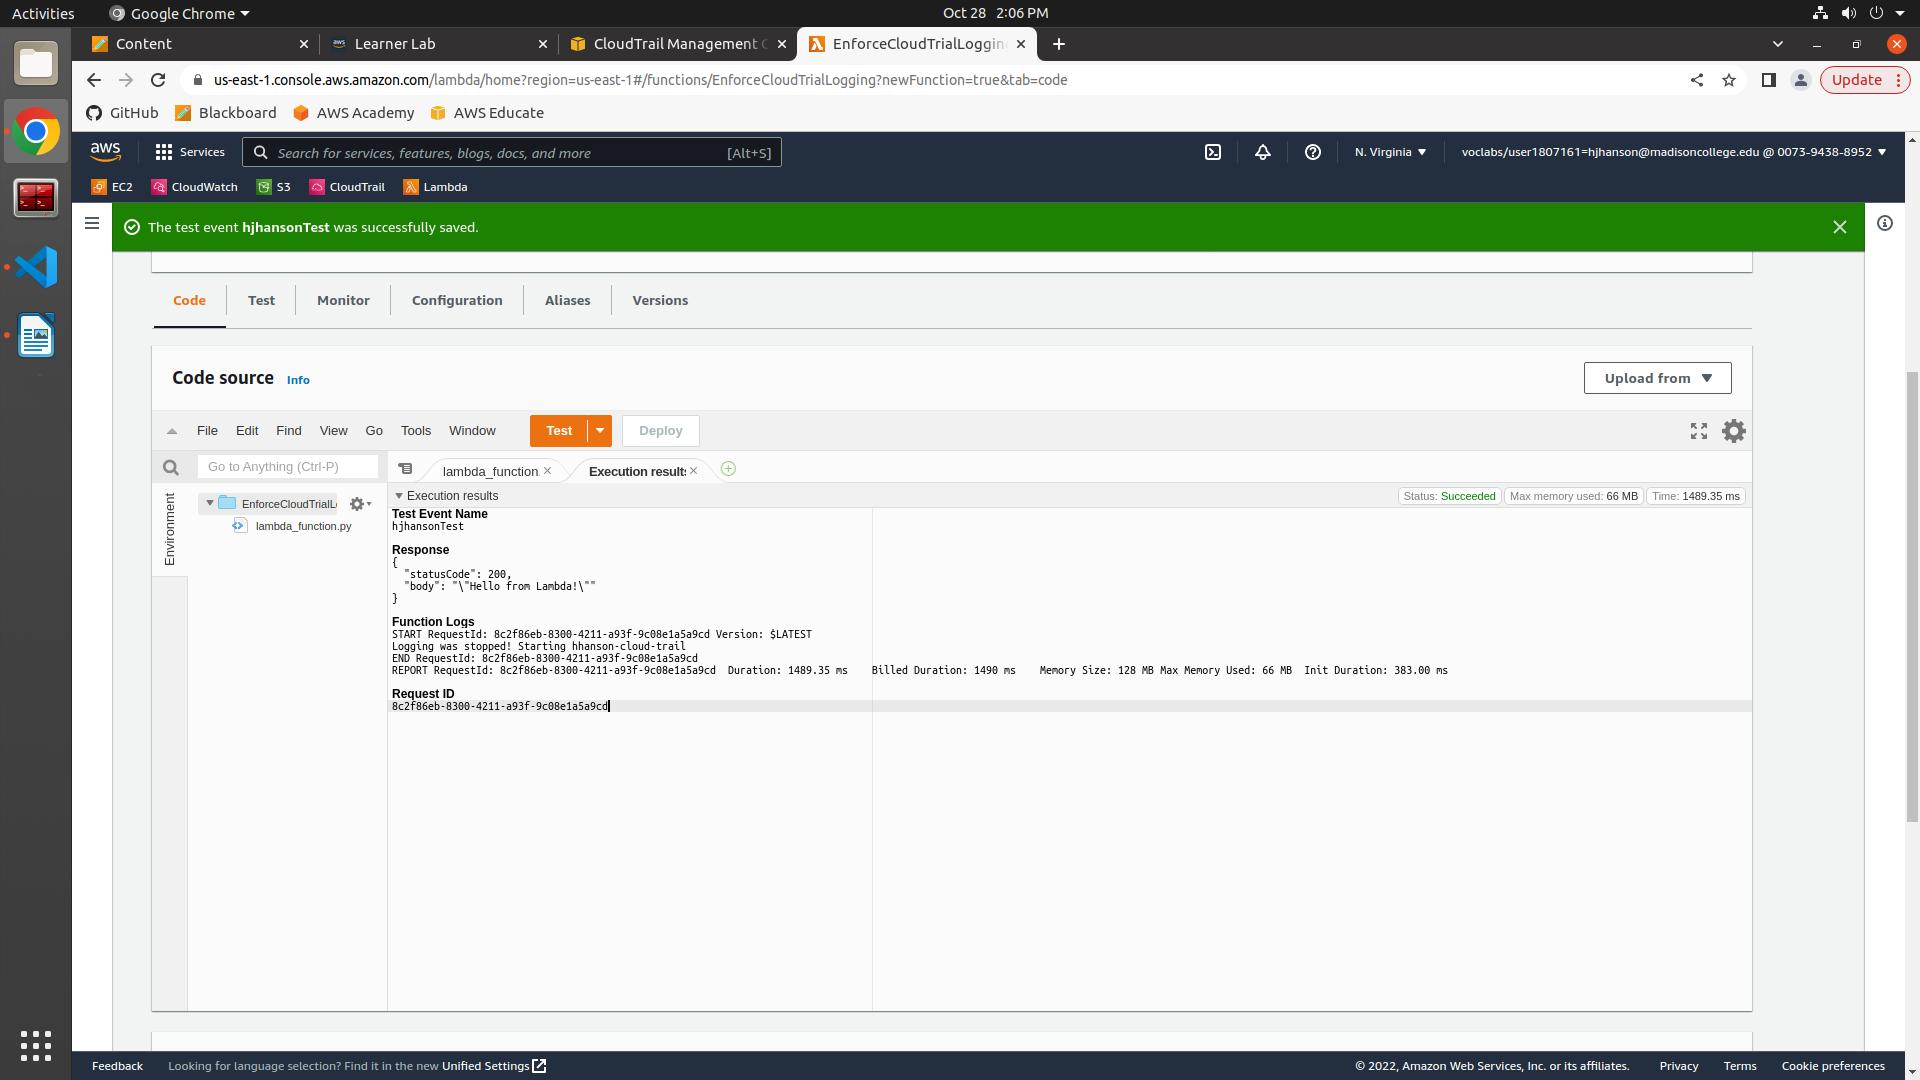 Activities
Google Chrome
Oct 28 2:06 PM
Content
Learner Lab
CloudTrail Management C
EnforceCloudTrialLoggin
us-east-1.console.aws.amazon.com/lambda/home?region=us-east-1#/functions/EnforceCloudTrialLogging?newFunction=true&tab=code
Update
GitHub
Blackboard
AWS Academy
AWS Educate
aws
Services
Search for services, features, blogs, docs, and more
[Alt+S]
N. Virginia
voclabs/user1807161=hjhanson@madisoncollege.edu @ 0073-9438-8952
EC2
CloudWatch
S3
CloudTrail
Lambda
The test event hjhansonTest was successfully saved.
Code
Test
Monitor
Configuration
Aliases
Versions
Code source
Info
Upload from
File
Edit
Find
View
Go
Tools
Window
Test
Deploy
Go to Anything (Ctrl-P)
lambda_function.
Execution results
Environment
EnforceCloudTrialL
lambda_function.py
Execution results
Status: Succeeded
Max memory used: 66 MB
Time: 1489.35 ms
Test Event Name
hjhansonTest
Response
{
"statusCode": 200,
"body": "\"Hello from Lambda!\""
}
Function Logs
START RequestId: 8c2f86eb-8300-4211-a93f-9c08e1a5a9cd Version: $LATEST
Logging was stopped! Starting hhanson-cloud-trail
END RequestId: 8c2f86eb-8300-4211-a93f-9c08e1a5a9cd
REPORT RequestId: 8c2f86eb-8300-4211-a93f-9c08e1a5a9cd Duration: 1489.35 ms Billed Duration: 1490 ms Memory Size: 128 MB Max Memory Used: 66 MB Init Duration: 383.00 ms
Request ID
8c2f86eb-8300-4211-a93f-9c08e1a5a9cd
Feedback
Looking for language selection? Find it in the new Unified Settings
© 2022, Amazon Web Services, Inc. or its affiliates.
Privacy
Terms
Cookie preferences